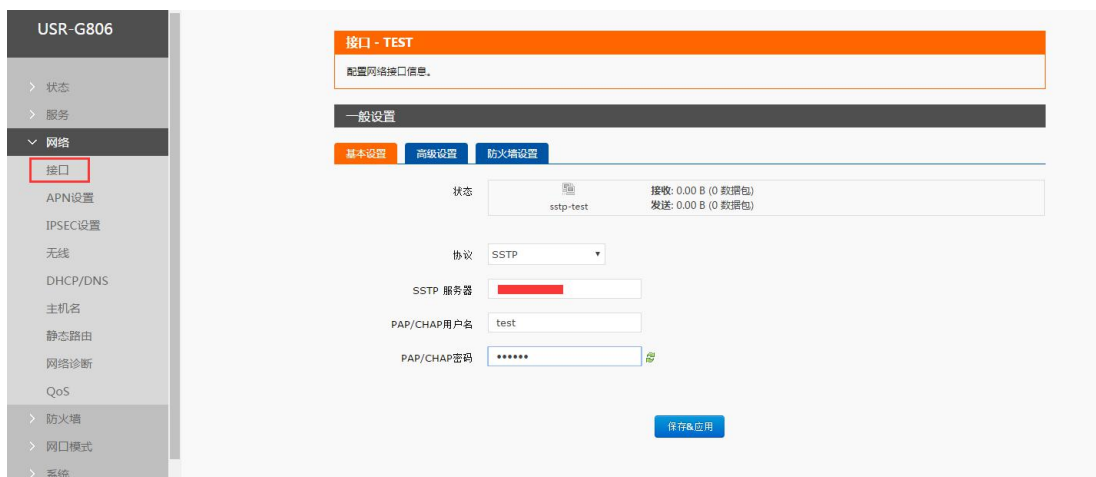 USR-G806
状态
服务
网络
接口
APN设置
IPSEC设置
无线
DHCP/DNS
主机名
静态路由
网络诊断
QoS
防火墙
网口模式
系统
接口 - TEST
配置网络接口信息。
一般设置
基本设置 高级设置 防火墙设置
状态
sstp-test
接收: 0.00 B (0 数据包)
发送: 0.00 B (0 数据包)
协议 SSTP
SSTP 服务器
PAP/CHAP用户名 test
PAP/CHAP密码 ••••••
保存&应用